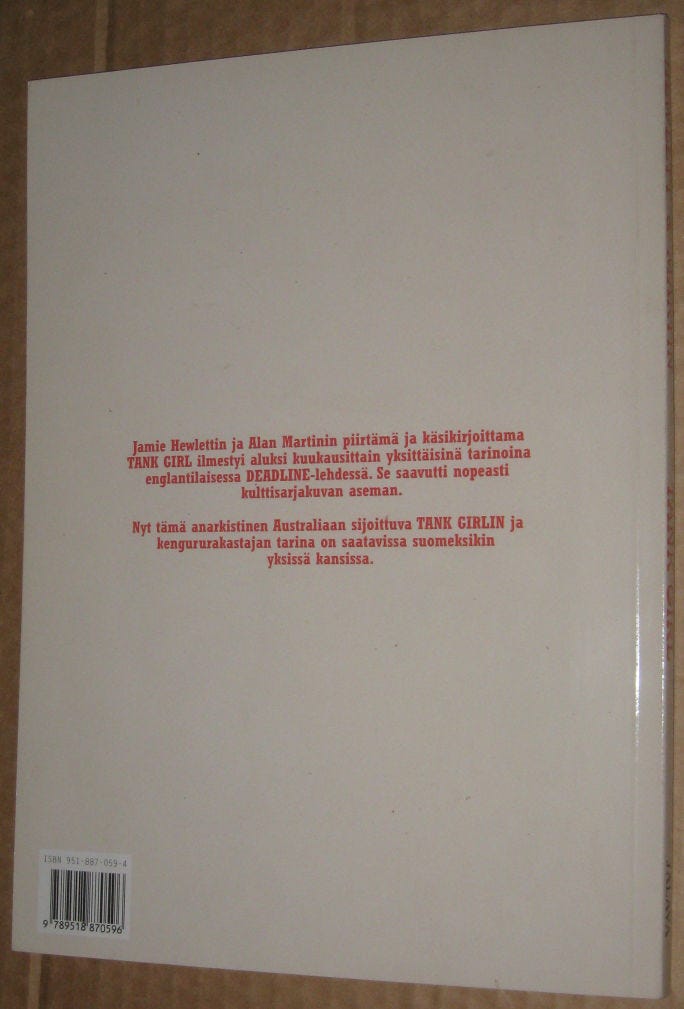 Jamie Hewlettin ja Alan Martinin piirtämä ja käsikirjoittama
TANK GIRL ilmestyi aluksi kuukausittain yksittäisinä tarinoina
englantilaisessa DEADLINE-lehdessä. Se saavutti nopeasti
kulttisarjakuvan aseman.
Nyt tämä anarkistinen Australiaan sijoittuva TANK GIRLIN ja
kengururakastajan tarina on saatavissa suomeksikin
yksissä kansissa.
ISBN 951-887-059-4
9 789518 870596